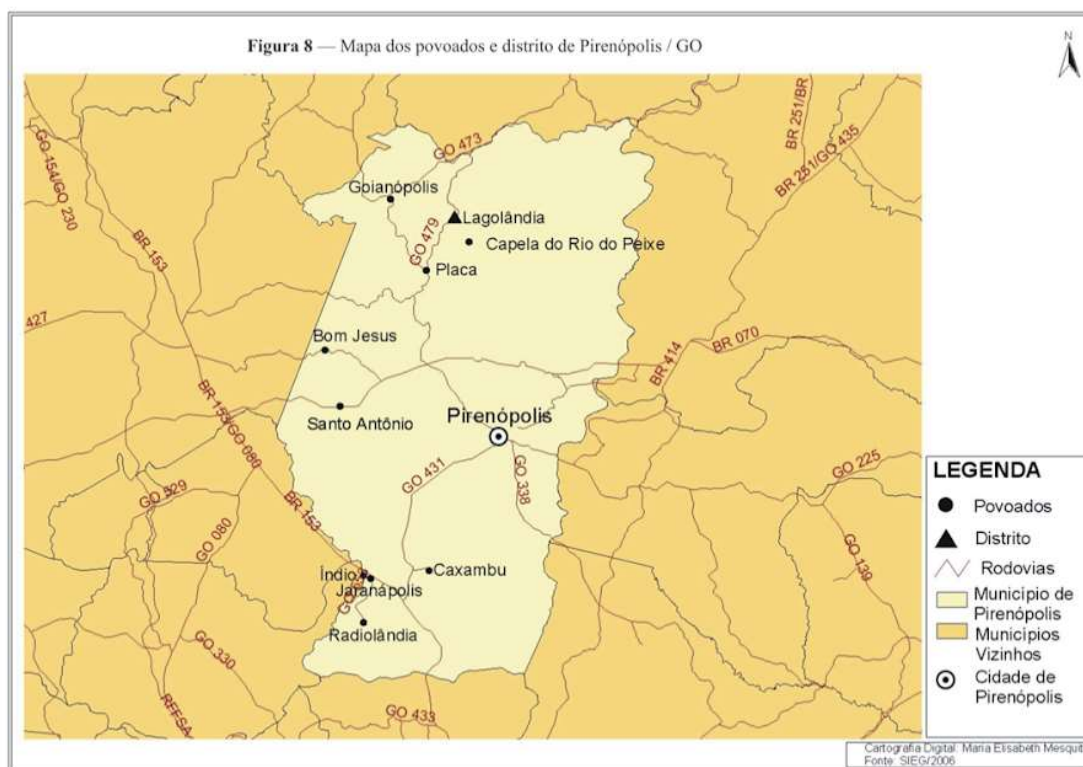 Figura 8 — Mapa dos povoados e distrito de Pirenópolis / GO
N
GO 473
BR 251/BR
BR 251/GO 435
GO 154/GO 230
BR 153
Goianópolis
Lagolândia
GO 479
Capela do Rio do Peixe
Placa
427
Bom Jesus
BR 070
BR 414
BR 153/GO 080
Santo Antônio
Pirenópolis
GO 431
GO 338
GO 225
GO 529
BR 153
GO 080
GO 139
Índio
Jaranápolis
Caxambu
Radiolândia
GO 330
RFFSA
GO 433
LEGENDA
Povoados
Distrito
Rodovias
Município de
Pirenópolis
Municípios
Vizinhos
Cidade de
Pirenópolis
Cartografia Digital: Maria Elisabeth Mesquit
Fonte: SIEG/2006